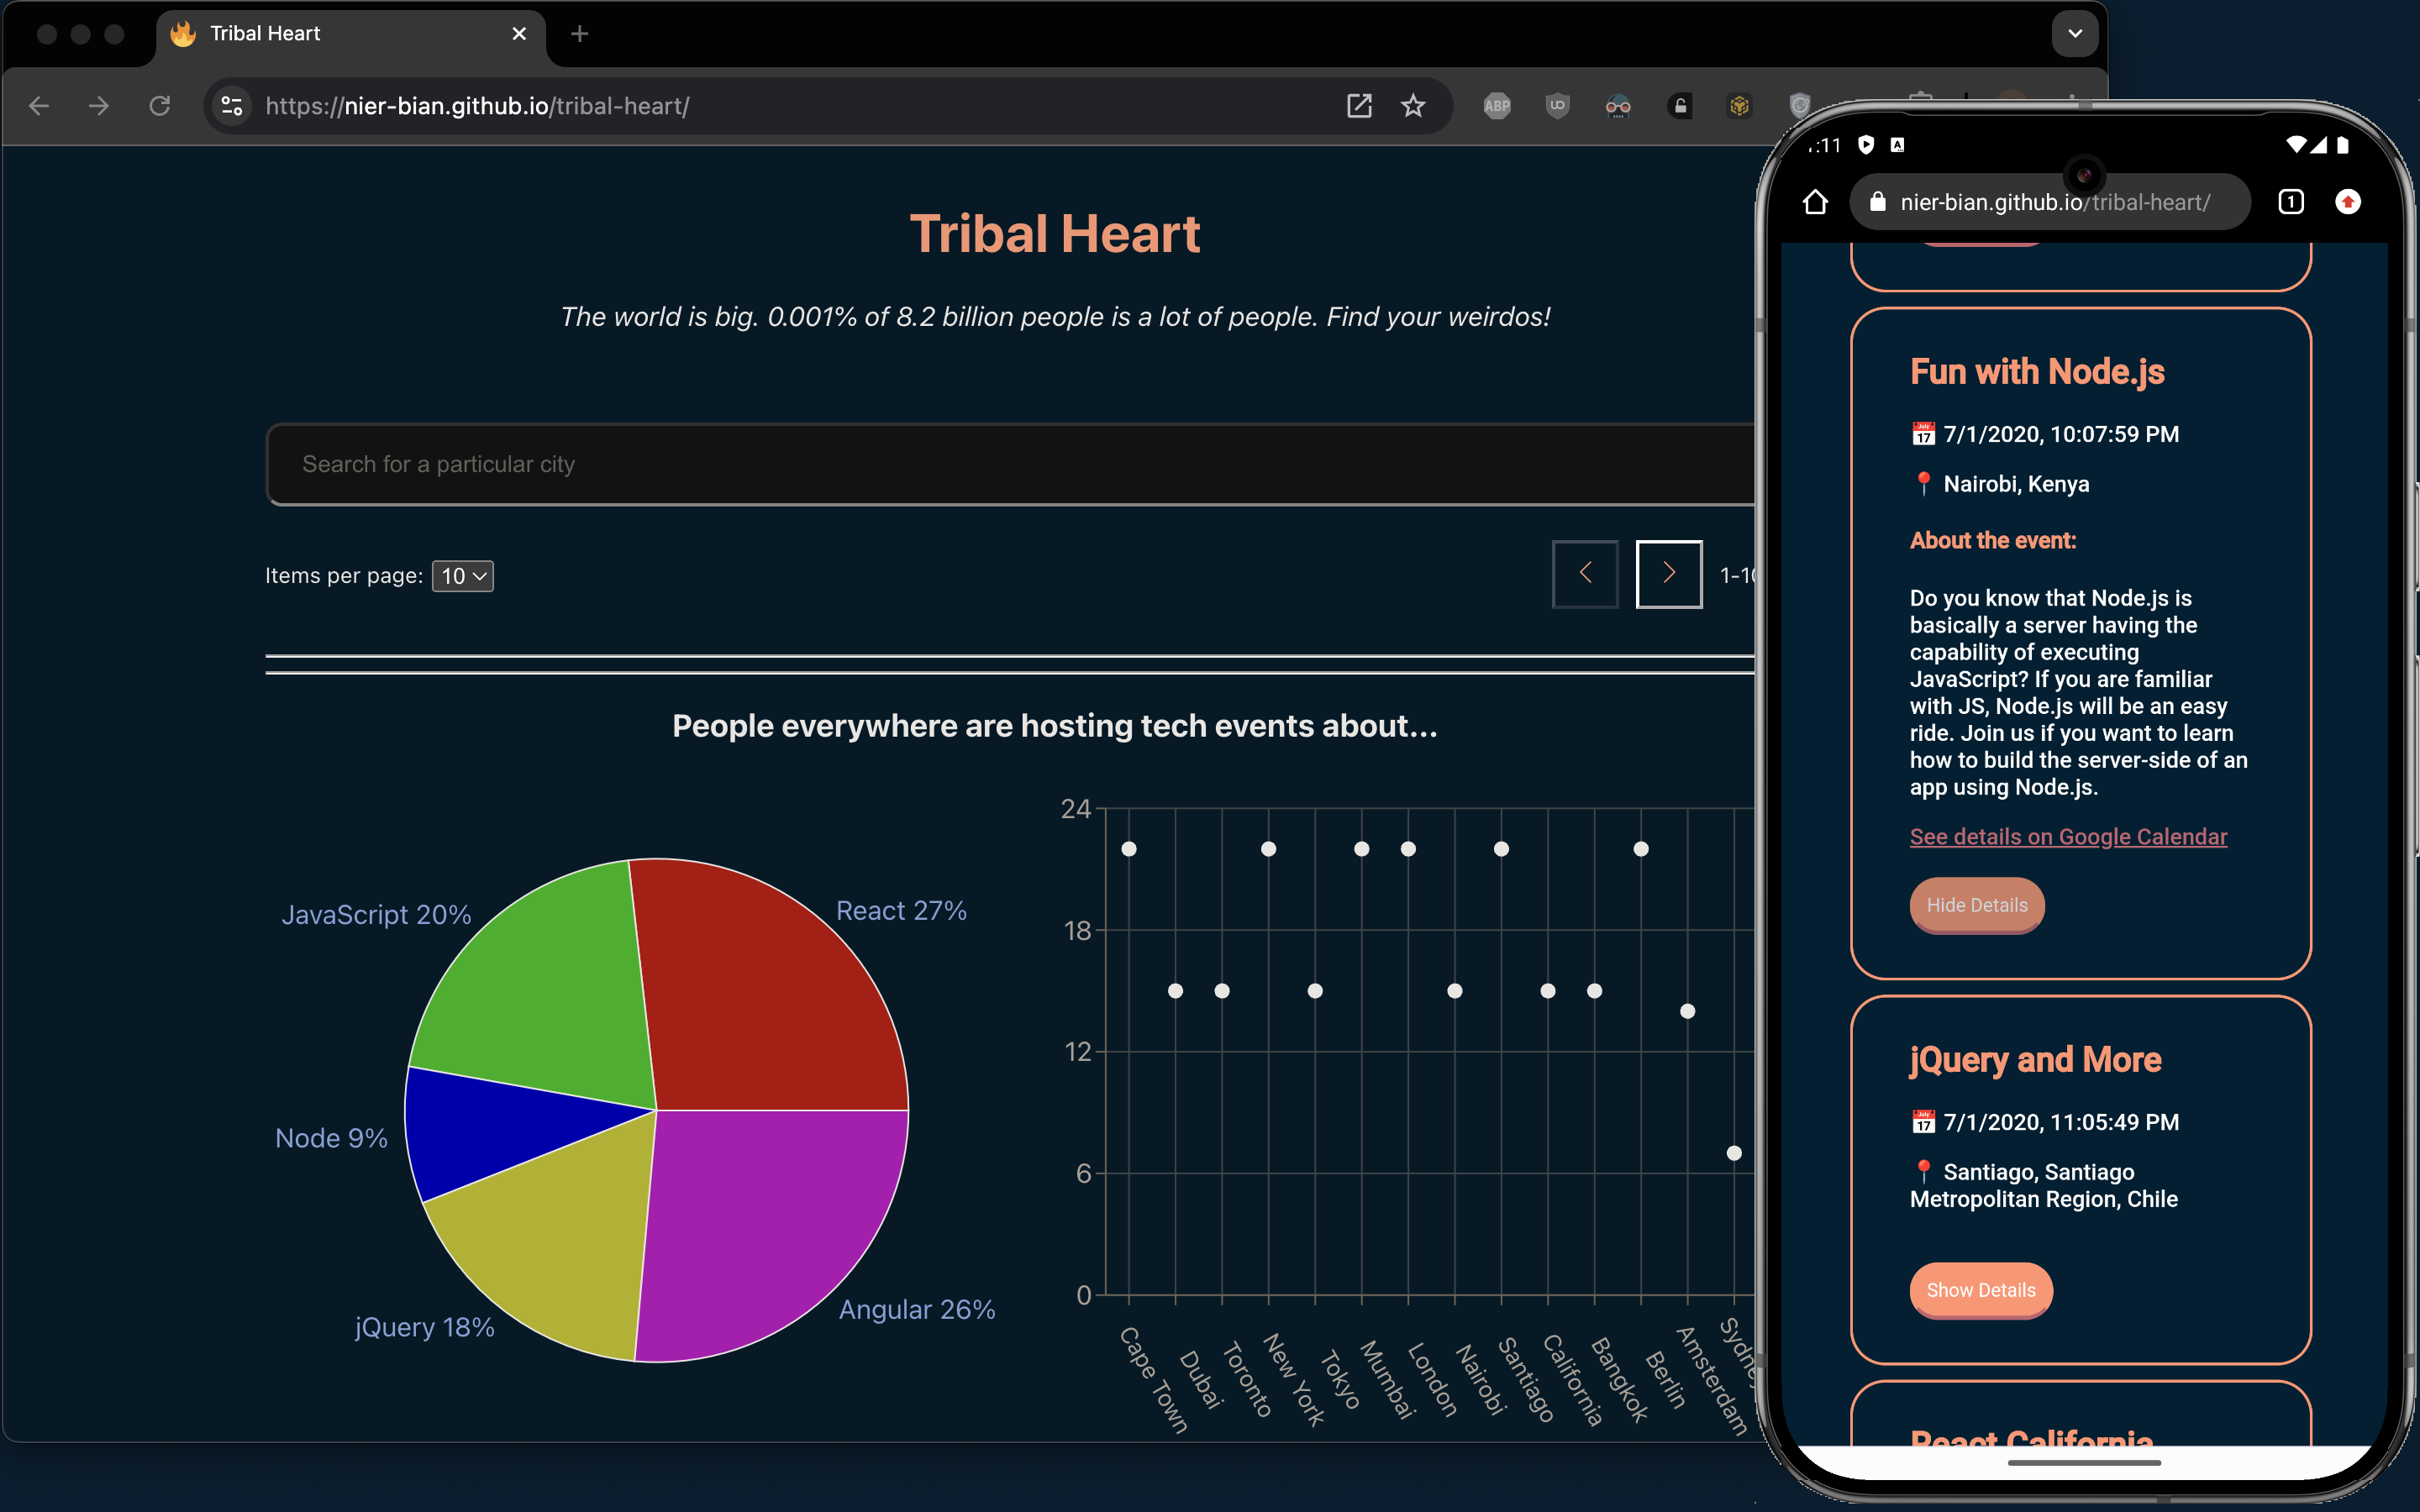 Tribal Heart
https://nier-bian.github.io/tribal-heart/
ABP
Tribal Heart
The world is big. 0.001% of 8.2 billion people is a lot of people. Find your weirdos!
Search for a particular city
Items per page: 10
1-10
People everywhere are hosting tech events about...
JavaScript 20%
React 27%
Node 9%
jQuery 18%
Angular 26%
24
18
12
6
0
Cape Town
Dubai
Toronto
New York
Tokyo
Mumbai
London
Nairobi
Santiago
California
Bangkok
Berlin
Amsterdam
Sydney
:11
nier-bian.github.io/tribal-heart/
1
Fun with Node.js
7/1/2020, 10:07:59 PM
Nairobi, Kenya
About the event:
Do you know that Node.js is
basically a server having the
capability of executing
JavaScript? If you are familiar
with JS, Node.js will be an easy
ride. Join us if you want to learn
how to build the server-side of an
app using Node.js.
See details on Google Calendar
Hide Details
jQuery and More
7/1/2020, 11:05:49 PM
Santiago, Santiago
Metropolitan Region, Chile
Show Details
React California